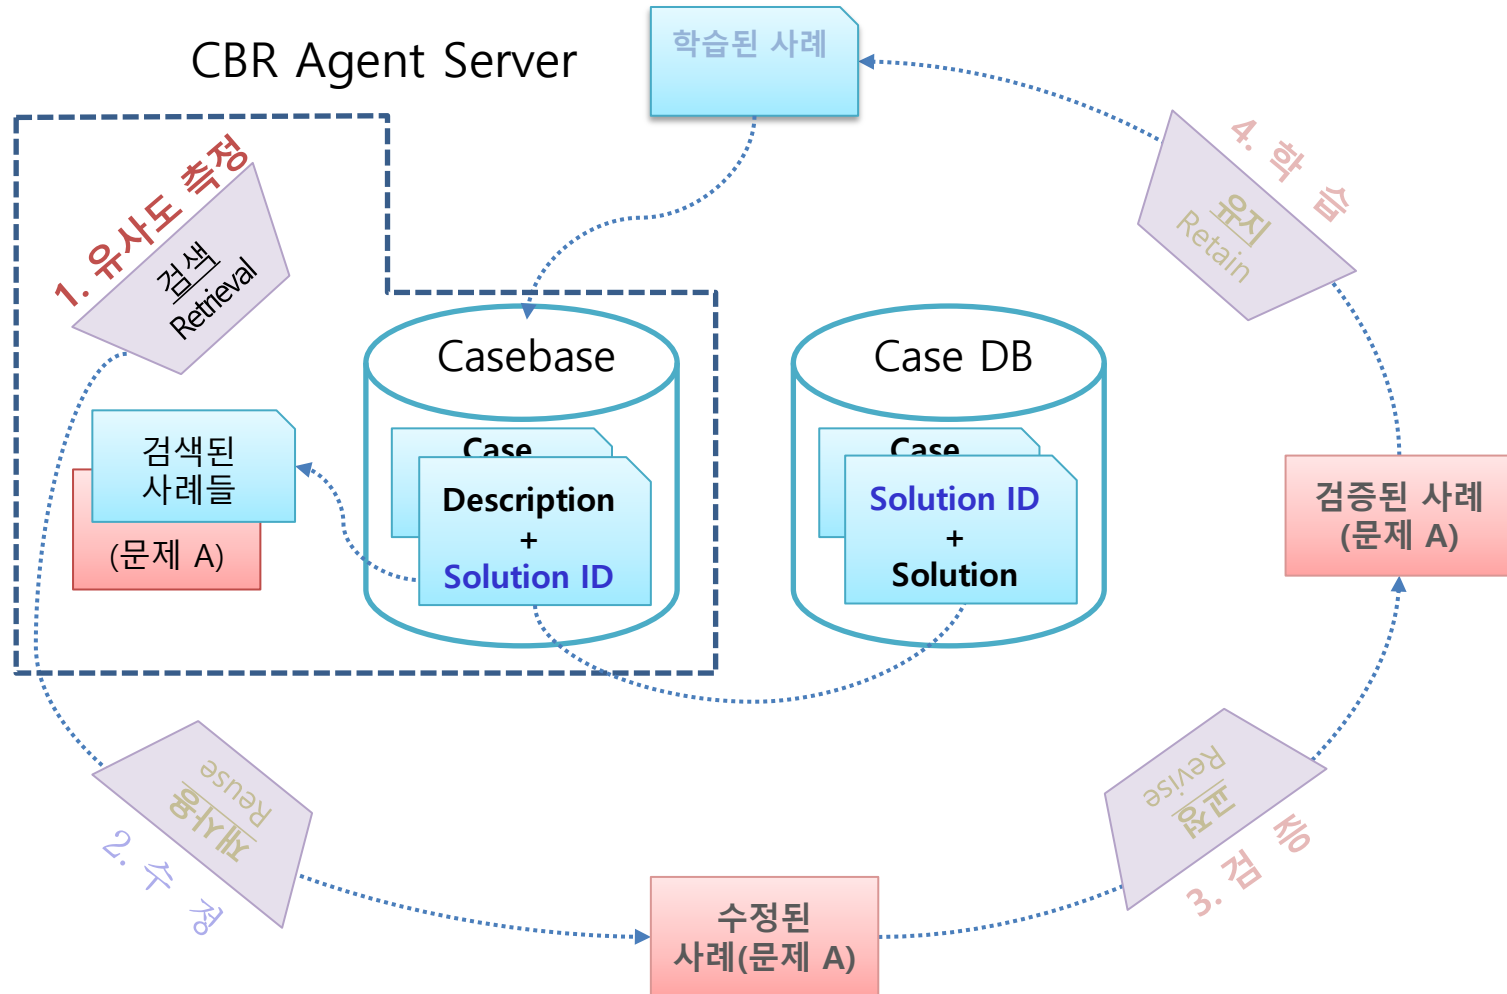 CBR Agent Server
학습된 사례
1. 유사도 측정
검색
Retrieval
4. 학 습
유지
Retain
Casebase
Case
Description
+
Solution ID
Case DB
Case
Solution ID
+
Solution
검색된
사례들
(문제 A)
검증된 사례
(문제 A)
Reuse
재사용
2. 수 정
Revise
교정
3. 검 증
수정된
사례(문제 A)